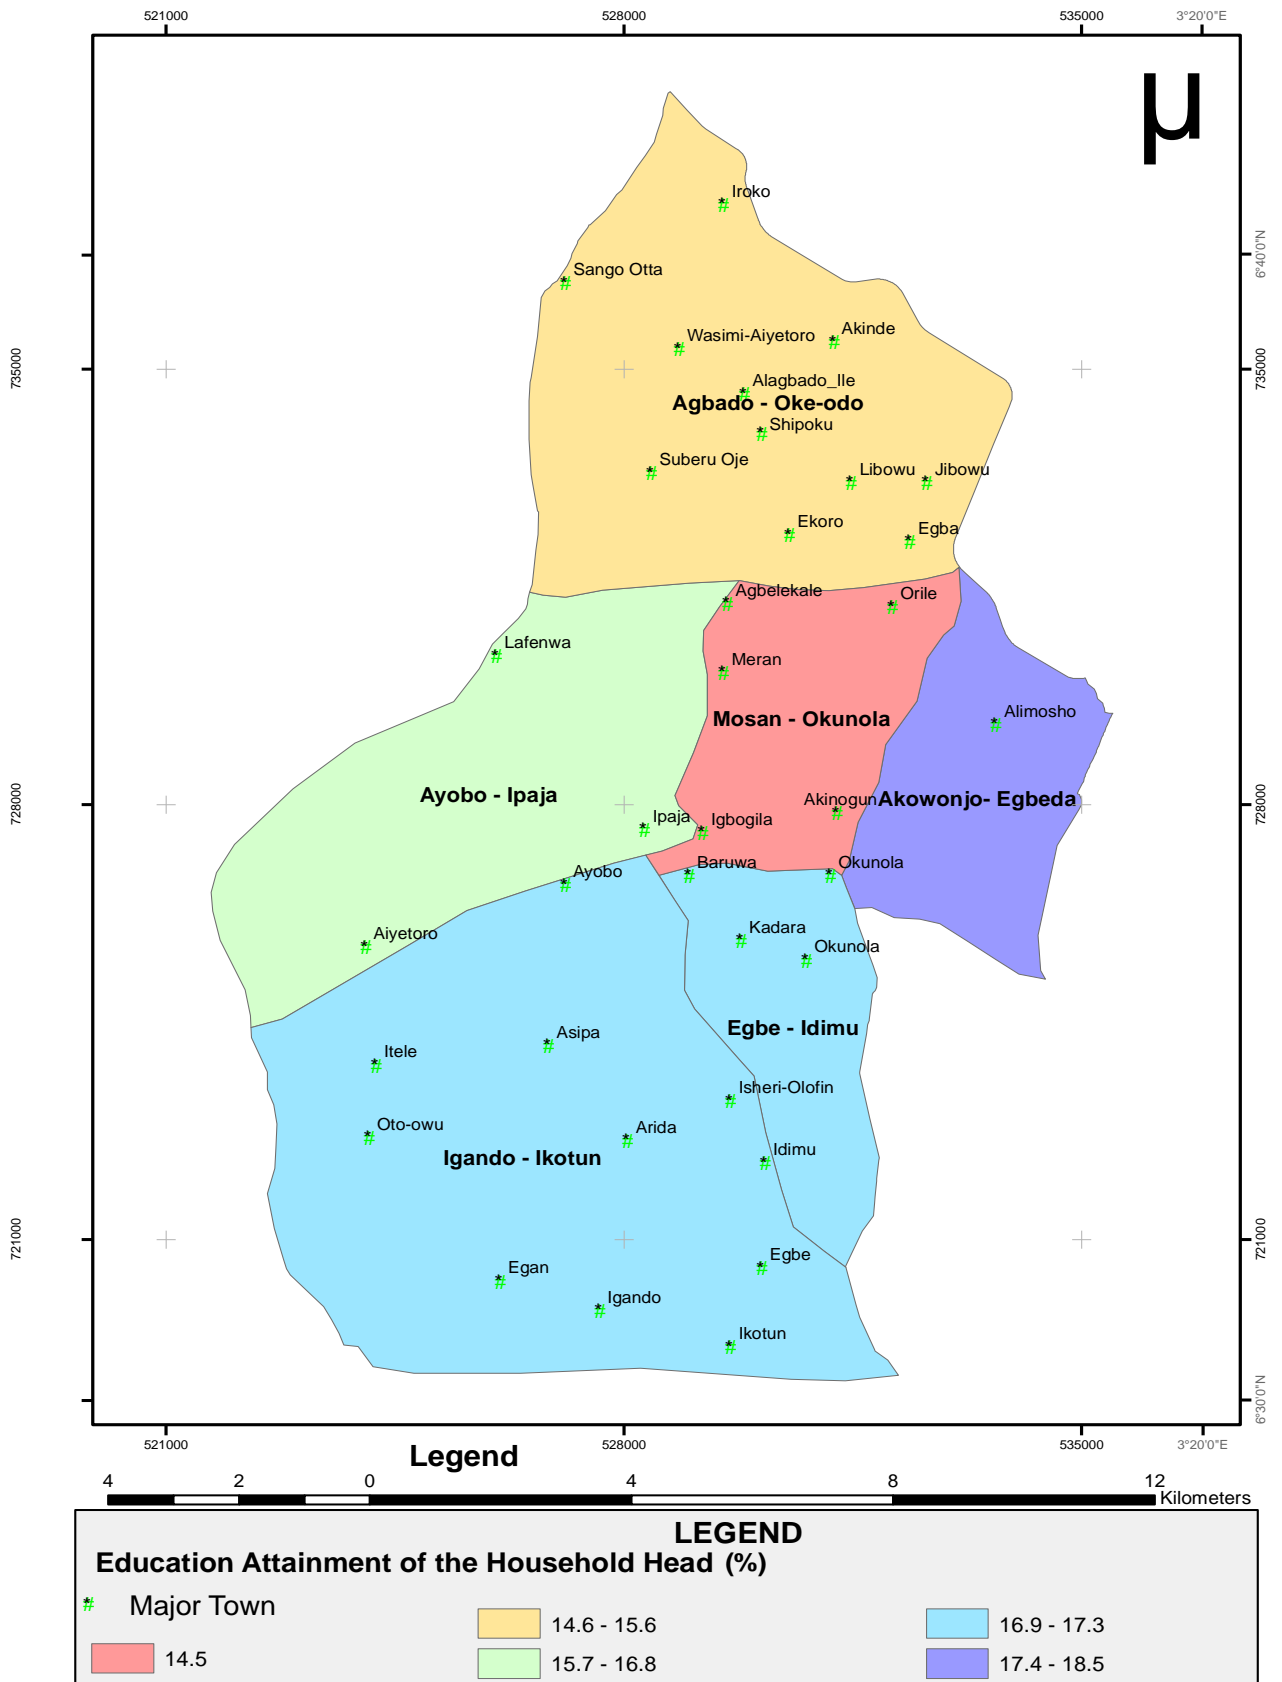 521000 528000 535000 3°20'0"E
µ
Iroko
6°40'0"N
Sango Otta
Wasimi-Aiyetoro
Akinde
735000
735000
Alagbado_Ile
Agbado - Oke-odo
Shipoku
Suberu Oje
Libowu
Jibowu
Ekoro
Egba
Agbelekale
Orile
Lafenwa
Meran
Alimosho
Mosan - Okunola
Ayobo - Ipaja
Akinogun
Akowonjo- Egbeda
728000
728000
Ipaja
Igbogila
Ayobo
Baruwa
Okunola
Aiyetoro
Kadara
Okunola
Egbe - Idimu
Asipa
Itele
Isheri-Olofin
Oto-owu
Arida
Idimu
Igando - Ikotun
721000
721000
Egbe
Egan
Igando
Ikotun
6°30'0"N
521000 528000 535000 3°20'0"E
Legend
4 2 0 4 8 12
Kilometers
LEGEND
Education Attainment of the Household Head (%)
Major Town
14.5
14.6 - 15.6
15.7 - 16.8
16.9 - 17.3
17.4 - 18.5